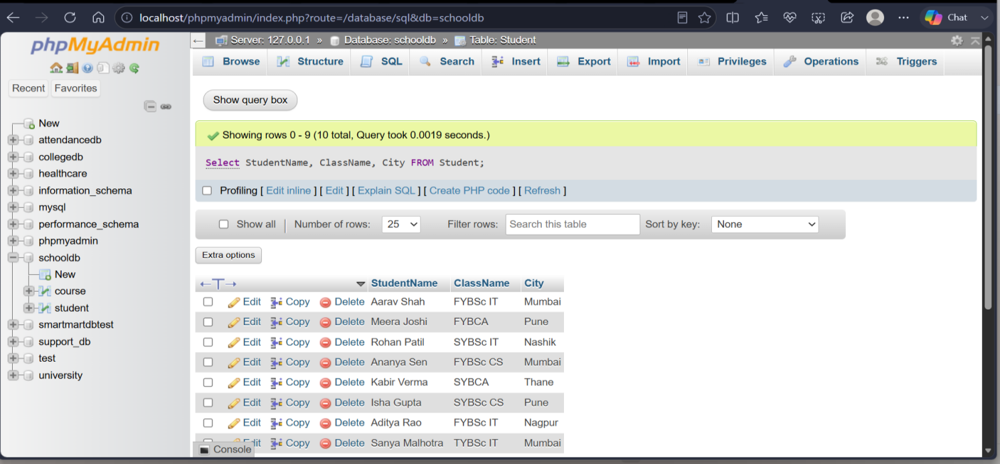 localhost/phpmyadmin/index.php?route=/database/sql&db=schooldb
Chat
phpMyAdmin
Recent Favorites
New
attendancedb
collegedb
healthcare
information_schema
mysql
performance_schema
phpmyadmin
schooldb
New
course
student
smartmartdbtest
support_db
test
university
Server: 127.0.0.1 » Database: schooldb » Table: Student
Browse Structure SQL Search Insert Export Import Privileges Operations Triggers
Show query box
Showing rows 0 - 9 (10 total, Query took 0.0019 seconds.)
Select StudentName, ClassName, City FROM Student;
Profiling [ Edit inline ] [ Edit ] [ Explain SQL ] [ Create PHP code ] [ Refresh ]
Show all Number of rows: 25 Filter rows: Search this table Sort by key: None
Extra options
StudentName ClassName City
Edit Copy Delete Aarav Shah FYBSc IT Mumbai
Edit Copy Delete Meera Joshi FYBCA Pune
Edit Copy Delete Rohan Patil SYBSc IT Nashik
Edit Copy Delete Ananya Sen FYBSc CS Mumbai
Edit Copy Delete Kabir Verma SYBCA Thane
Edit Copy Delete Isha Gupta SYBSc CS Pune
Edit Copy Delete Aditya Rao FYBSc IT Nagpur
Edit Copy Delete Sanya Malhotra TYBSc IT Mumbai
Console